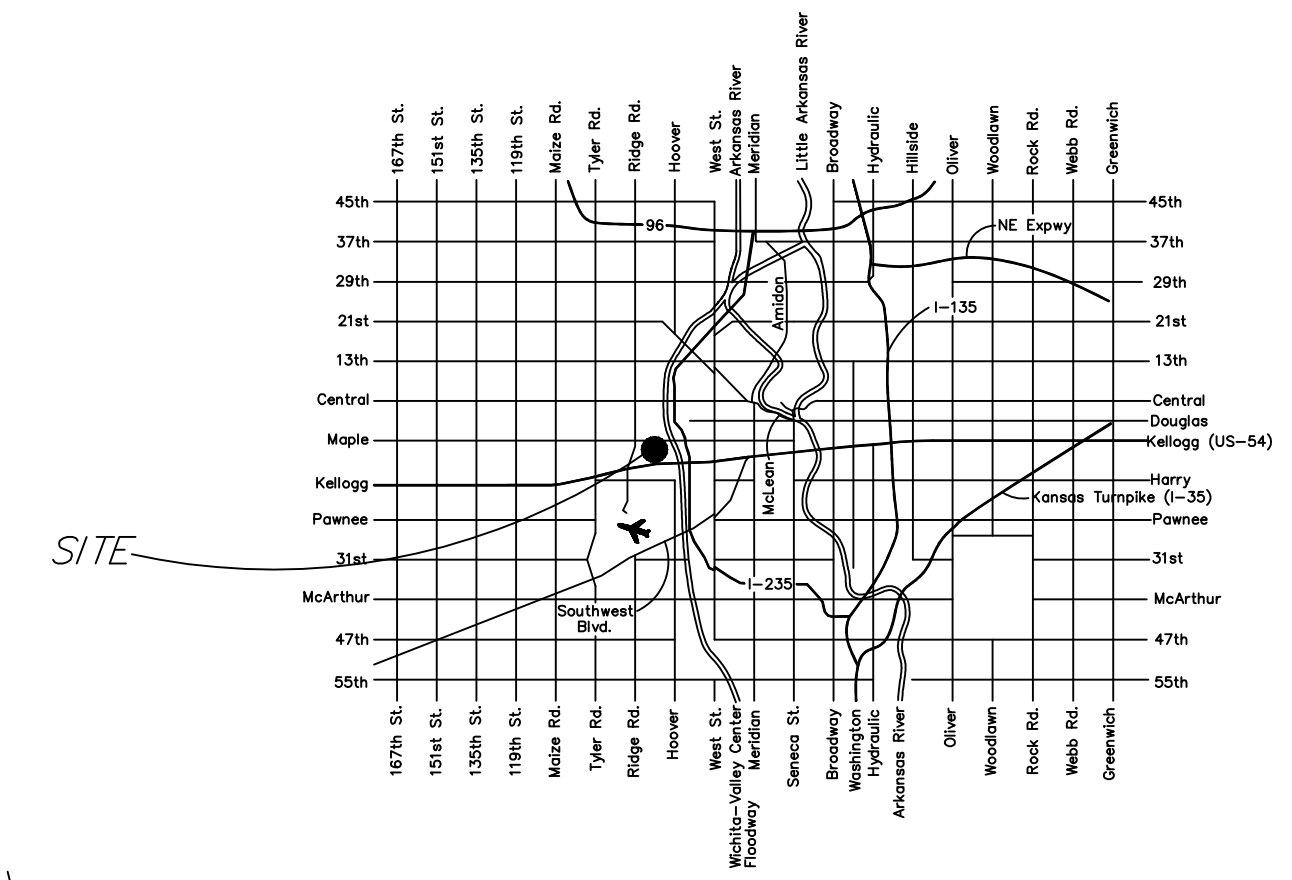 167th St.
151st St.
135th St.
119th St.
Maize Rd.
Tyler Rd.
Ridge Rd.
Hoover
West St.
Arkansas River
Meridian
Little Arkansas River
Broadway
Hydraulic
Hillside
Oliver
Woodlawn
Rock Rd.
Webb Rd.
Greenwich
45th
45th
96
NE Expwy
37th
37th
29th
Amidon
29th
I-135
21st
21st
13th
13th
Central
Central
Douglas
Maple
Kellogg (US-54)
Kellogg
McLean
Harry
Kansas Turnpike (I-35)
Pawnee
Pawnee
SITE
31st
31st
I-235
McArthur
McArthur
Southwest
Blvd.
47th
47th
55th
55th
167th St.
151st St.
135th St.
119th St.
Maize Rd.
Tyler Rd.
Ridge Rd.
Hoover
West St.
Wichita-Valley Center
Floodway
Meridian
Seneca St.
Broadway
Washington
Hydraulic
Arkansas River
Oliver
Woodlawn
Rock Rd.
Webb Rd.
Greenwich